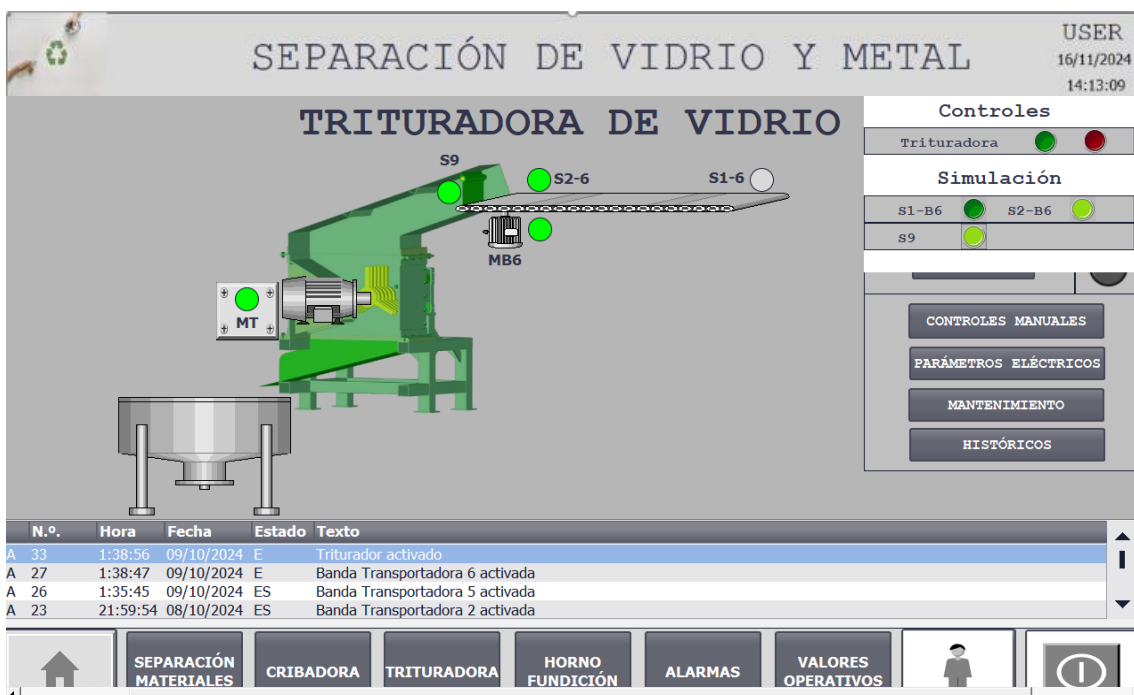 SEPARACIÓN DE VIDRIO Y METAL
USER
16/11/2024
14:13:09
TRITURADORA DE VIDRIO
S9
S2-6
S1-6
MB6
MT
Controles
Trituradora
Simulación
S1-B6 S2-B6
S9
CONTROLES MANUALES
PARÁMETROS ELÉCTRICOS
MANTENIMIENTO
HISTÓRICOS
N.º. Hora Fecha Estado Texto
A 33 1:38:56 09/10/2024 E Triturador activado
A 27 1:38:47 09/10/2024 E Banda Transportadora 6 activada
A 26 1:35:45 09/10/2024 ES Banda Transportadora 5 activada
A 23 21:59:54 08/10/2024 ES Banda Transportadora 2 activada
SEPARACIÓN
MATERIALES
CRIBADORA
TRITURADORA
HORNO
FUNDICIÓN
ALARMAS
VALORES
OPERATIVOS